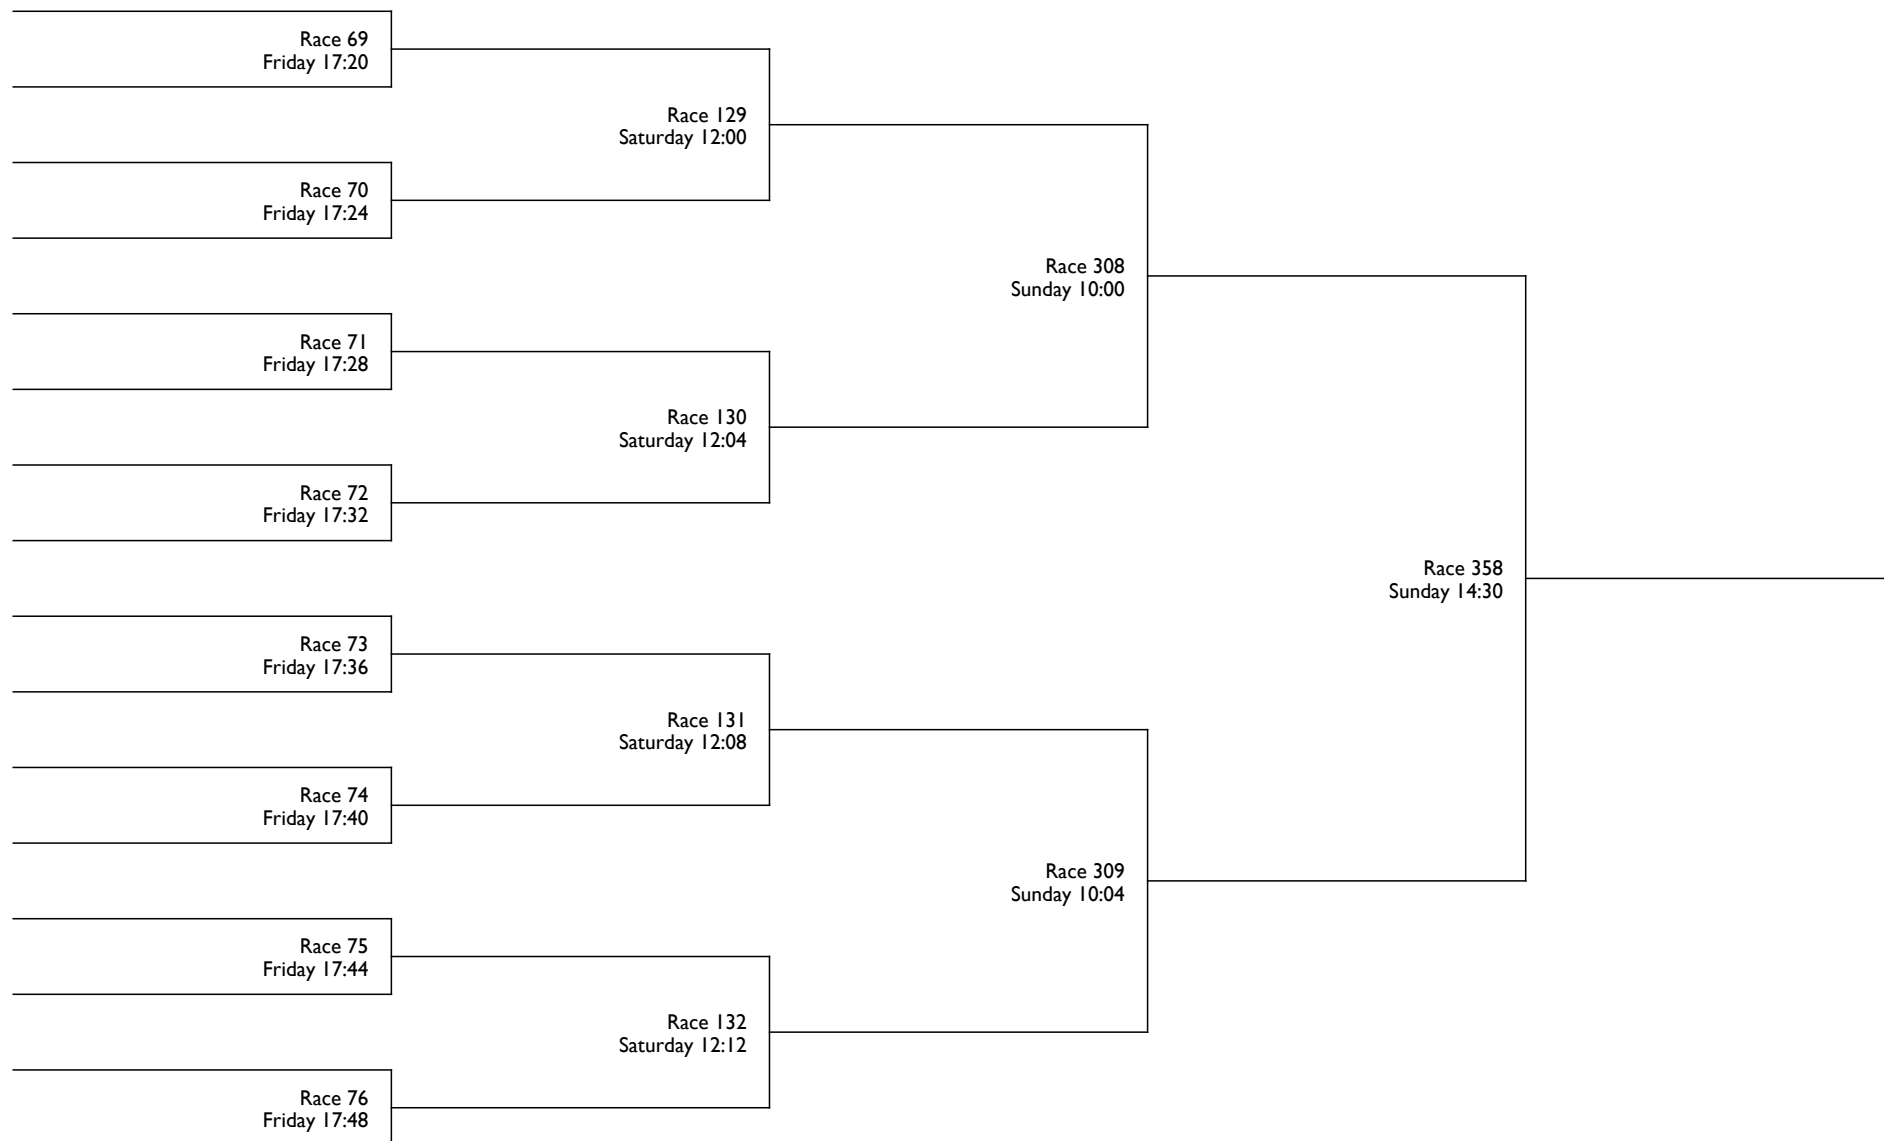 Race 69
Friday 17:20
Race 129
Saturday 12:00
Race 70
Friday 17:24
Race 308
Sunday 10:00
Race 71
Friday 17:28
Race 130
Saturday 12:04
Race 72
Friday 17:32
Race 358
Sunday 14:30
Race 73
Friday 17:36
Race 131
Saturday 12:08
Race 74
Friday 17:40
Race 309
Sunday 10:04
Race 75
Friday 17:44
Race 132
Saturday 12:12
Race 76
Friday 17:48